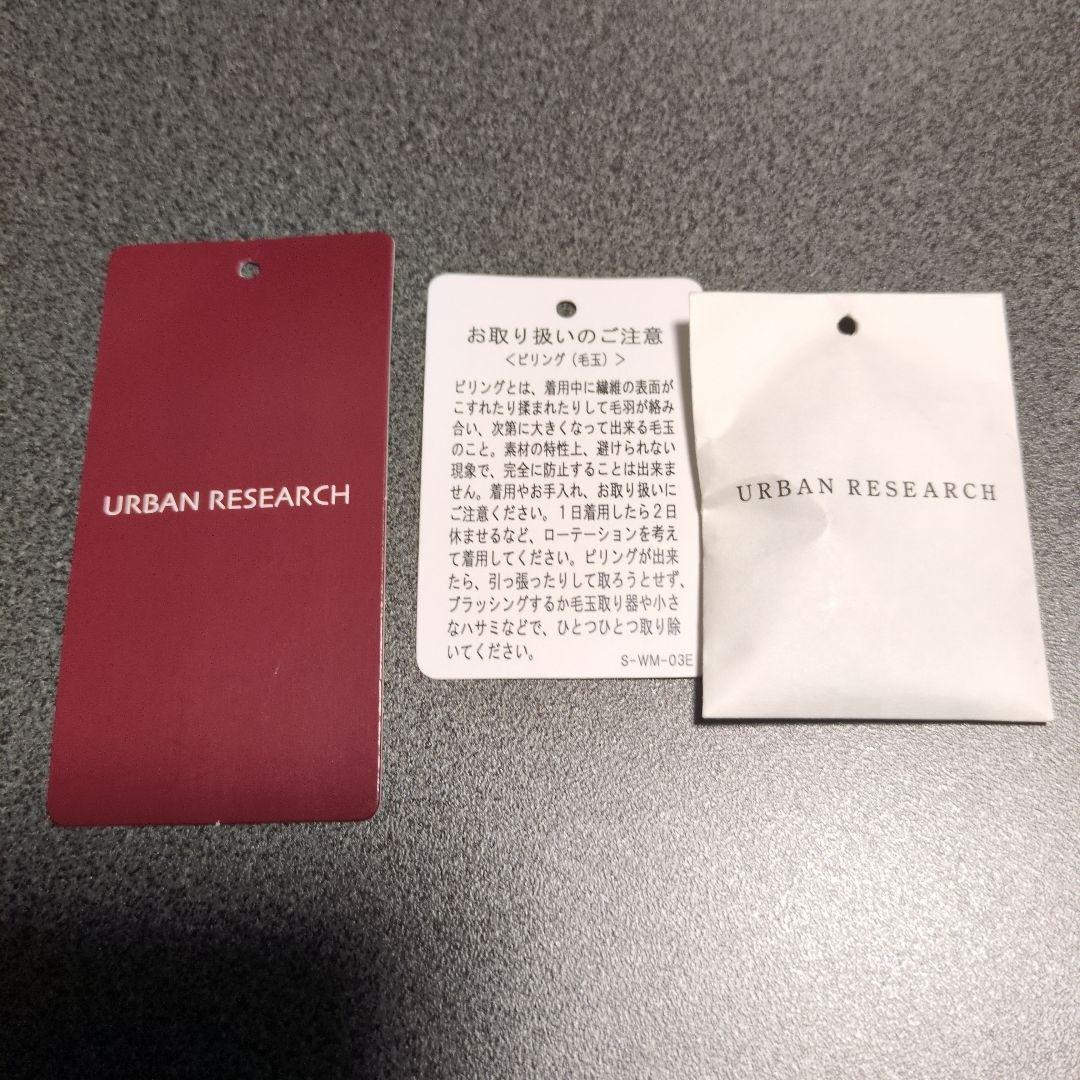 URBAN RESEARCH
お取り扱いのご注意
＜ピリング（毛玉）＞
ピリングとは、着用中に繊維の表面が
こすれたり揉まれたりして毛羽が絡み
合い、次第に大きくなって出来る毛玉
のこと。素材の特性上、避けられない
現象で、完全に防止することは出来ま
せん。着用やお手入れ、お取り扱いに
ご注意ください。１日着用したら２日
休ませるなど、ローテーションを考え
て着用してください。ピリングが出来
たら、引っ張ったりして取ろうとせず、
ブラッシングするか毛玉取り器や小さ
なハサミなどで、ひとつひとつ取り除
いてください。
S-WM-03E
URBAN RESEARCH